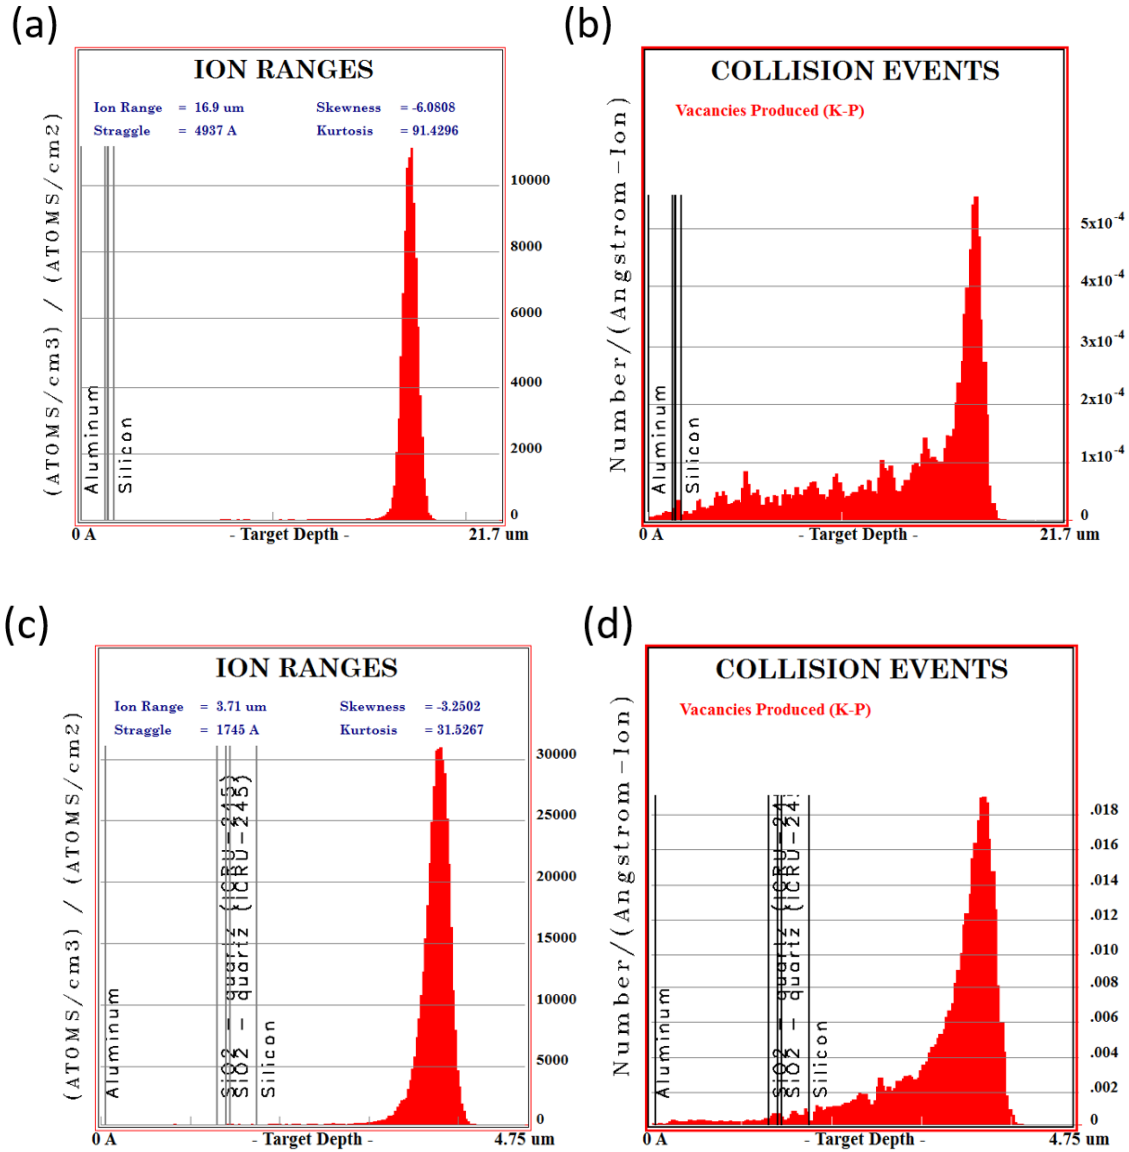 (a)
ION RANGES
Ion Range = 16.9 um Skewness = -6.0808
Straggle = 4937 A Kurtosis = 91.4296
(ATOMS/cm3) / (ATOMS/cm2)
10000
8000
6000
4000
2000
0
Aluminum
Silicon
0 A - Target Depth - 21.7 um
(b)
COLLISION EVENTS
Vacancies Produced (K-P)
Number/(Angstrom-Ion)
5x10⁻⁴
4x10⁻⁴
3x10⁻⁴
2x10⁻⁴
1x10⁻⁴
0
Aluminum
Silicon
0 A - Target Depth - 21.7 um
(c)
ION RANGES
Ion Range = 3.71 um Skewness = -3.2502
Straggle = 1745 A Kurtosis = 31.5267
(ATOMS/cm3) / (ATOMS/cm2)
30000
25000
20000
15000
10000
5000
0
Aluminum
SiO2 - quartz (ICRU-245)
SiO2 - quartz (ICRU-245)
Silicon
0 A - Target Depth - 4.75 um
(d)
COLLISION EVENTS
Vacancies Produced (K-P)
Number/(Angstrom-Ion)
.018
.016
.014
.012
.010
.008
.006
.004
.002
0
Aluminum
SiO2 - quartz (ICRU-24
SiO2 - quartz (ICRU-24
Silicon
0 A - Target Depth - 4.75 um